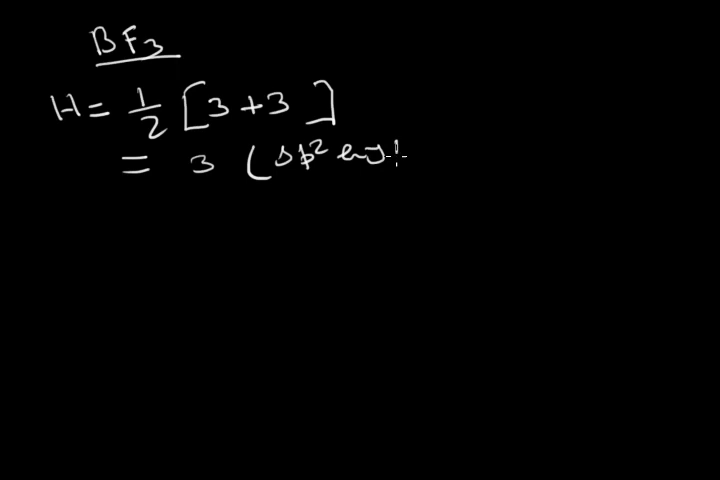 BF3
H = 1/2 [3+3]
= 3 (sp²